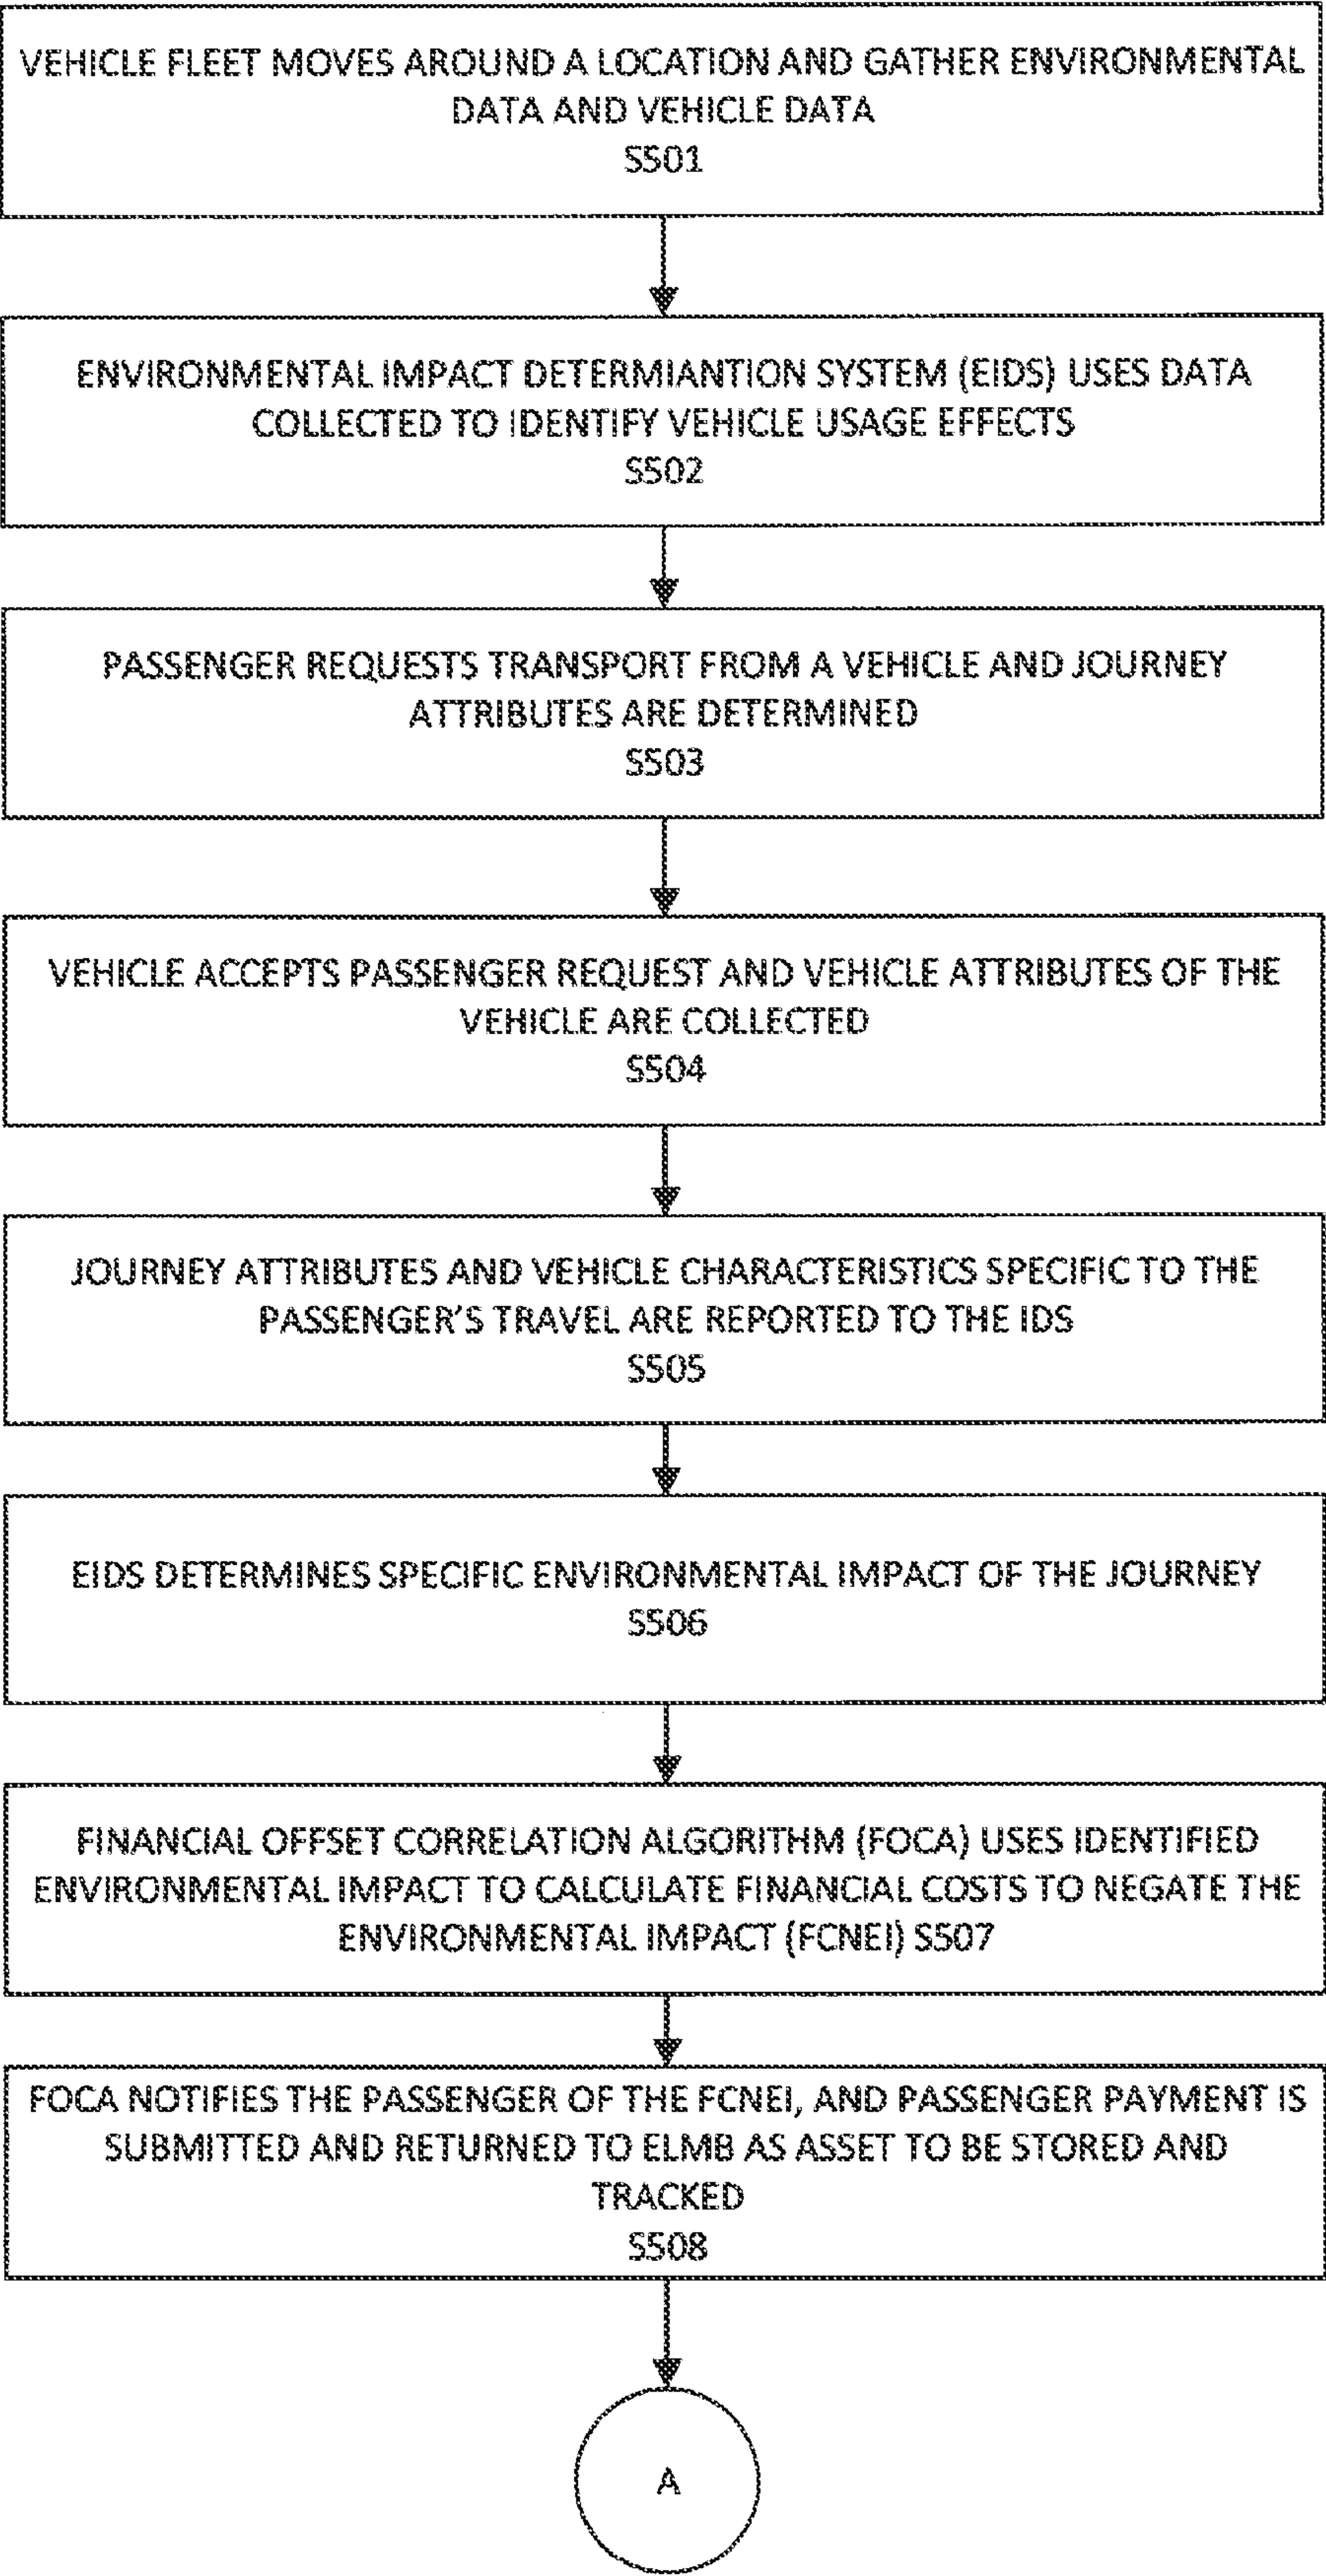 VEHICLE FLEET MOVES AROUND A LOCATION AND GATHER ENVIRONMENTAL
DATA AND VEHICLE DATA
S501
ENVIRONMENTAL IMPACT DETERMIANTION SYSTEM (EIDS) USES DATA
COLLECTED TO IDENTIFY VEHICLE USAGE EFFECTS
S502
PASSENGER REQUESTS TRANSPORT FROM A VEHICLE AND JOURNEY
ATTRIBUTES ARE DETERMINED
S503
VEHICLE ACCEPTS PASSENGER REQUEST AND VEHICLE ATTRIBUTES OF THE
VEHICLE ARE COLLECTED
S504
JOURNEY ATTRIBUTES AND VEHICLE CHARACTERISTICS SPECIFIC TO THE
PASSENGER'S TRAVEL ARE REPORTED TO THE IDS
S505
EIDS DETERMINES SPECIFIC ENVIRONMENTAL IMPACT OF THE JOURNEY
S506
FINANCIAL OFFSET CORRELATION ALGORITHM (FOCA) USES IDENTIFIED
ENVIRONMENTAL IMPACT TO CALCULATE FINANCIAL COSTS TO NEGATE THE
ENVIRONMENTAL IMPACT (FCNEI) S507
FOCA NOTIFIES THE PASSENGER OF THE FCNEI, AND PASSENGER PAYMENT IS
SUBMITTED AND RETURNED TO ELMB AS ASSET TO BE STORED AND
TRACKED
S508
A